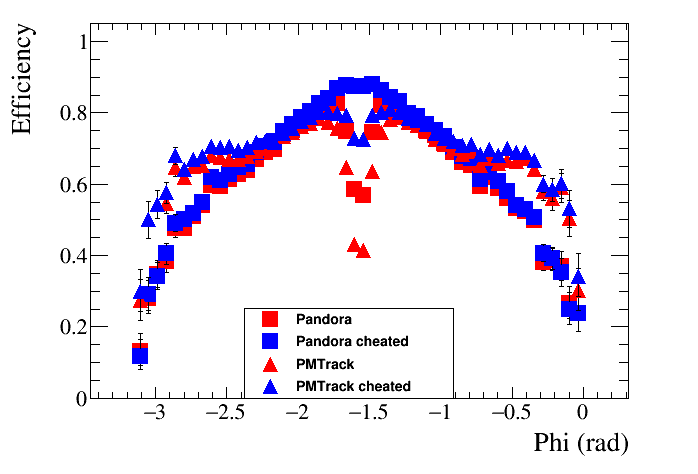 Efficiency
1
0.8
0.6
0.4
0.2
0
Pandora
Pandora cheated
PMTrack
PMTrack cheated
−3 −2.5 −2 −1.5 −1 −0.5 0
Phi (rad)